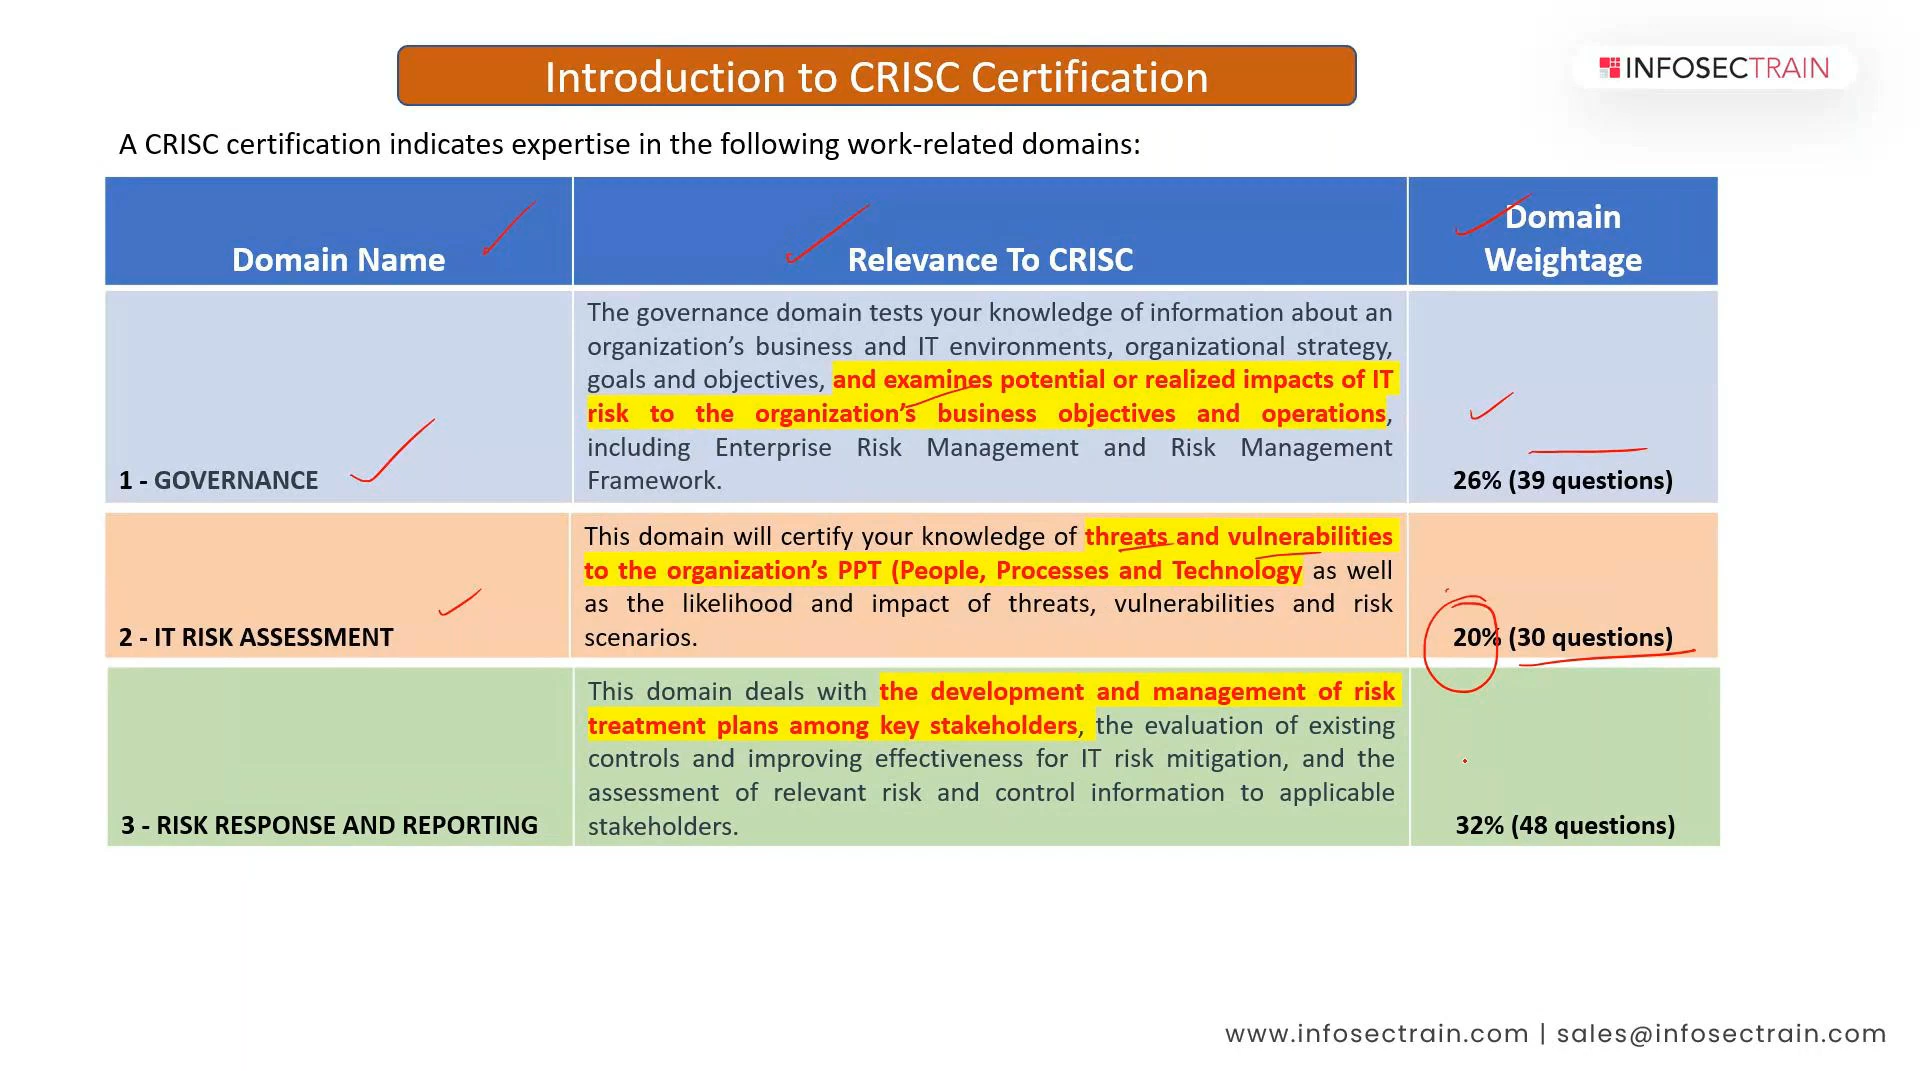 Introduction to CRISC Certification
INFOSECTRAIN
A CRISC certification indicates expertise in the following work-related domains:
Domain Name
Relevance To CRISC
Domain
Weightage
The governance domain tests your knowledge of information about an
organization’s business and IT environments, organizational strategy,
goals and objectives, and examines potential or realized impacts of IT
risk to the organization’s business objectives and operations,
including Enterprise Risk Management and Risk Management
Framework.
1 - GOVERNANCE
26% (39 questions)
This domain will certify your knowledge of threats and vulnerabilities
to the organization’s PPT (People, Processes and Technology as well
as the likelihood and impact of threats, vulnerabilities and risk
scenarios.
2 - IT RISK ASSESSMENT
20% (30 questions)
This domain deals with the development and management of risk
treatment plans among key stakeholders, the evaluation of existing
controls and improving effectiveness for IT risk mitigation, and the
assessment of relevant risk and control information to applicable
stakeholders.
3 - RISK RESPONSE AND REPORTING
32% (48 questions)
www.infosectrain.com | sales@infosectrain.com